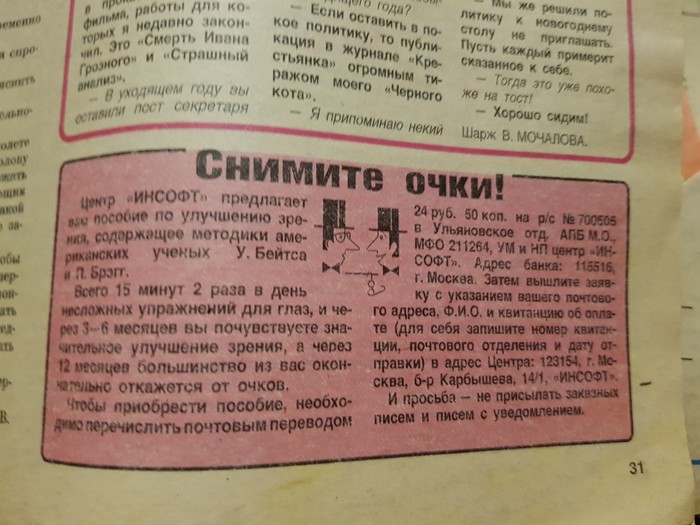 фильма, работы для ко-
торых я недавно закон-
чил. Это «Смерть Ивана
Грозного» и «Страшный
анализ».
— В уходящем году вы
оставили пост секретаря
года?
— Если оставить в по-
кое политику, то публи-
кация в журнале «Кре-
стьянка» огромным ти-
ражом моего «Черного
кота».
— Я припоминаю некий
— Мы же решили по-
литику к новогоднему
столу не приглашать.
Пусть каждый примерит
сказанное к себе.
— Тогда это уже похо-
же на тост!
— Хорошо сидим!
Шарж В. МОЧАЛОВА.
Снимите очки!
Центр «ИНСОФТ» предлагает
вам пособие по улучшению зре-
ния, содержащее методики аме-
риканских ученых У. Бейтса
и П. Брэгг.
Всего 15 минут 2 раза в день
несложных упражнений для глаз, и че-
рез 3—6 месяцев вы почувствуете зна-
чительное улучшение зрения, а через
12 месяцев большинство из вас окон-
чательно откажется от очков.
Чтобы приобрести пособие, необхо-
димо перечислить почтовым переводом
24 руб. 50 коп. на р/с №700505
в Ульяновское отд. АПБ М.О.,
МФО 211264, УМ и НП центр «ИН-
СОФТ». Адрес банка: 115516,
г. Москва. Затем вышлите заяв-
ку с указанием вашего почтово-
го адреса, Ф.И.О. и квитанцию об опла-
те (для себя запишите номер квитан-
ции, почтового отделения и дату от-
правки) в адрес Центра: 123154, г. Мо-
сква, б-р Карбышева, 14/1, «ИНСОФТ».
И просьба — не присылать заказных
писем и писем с уведомлением.
31